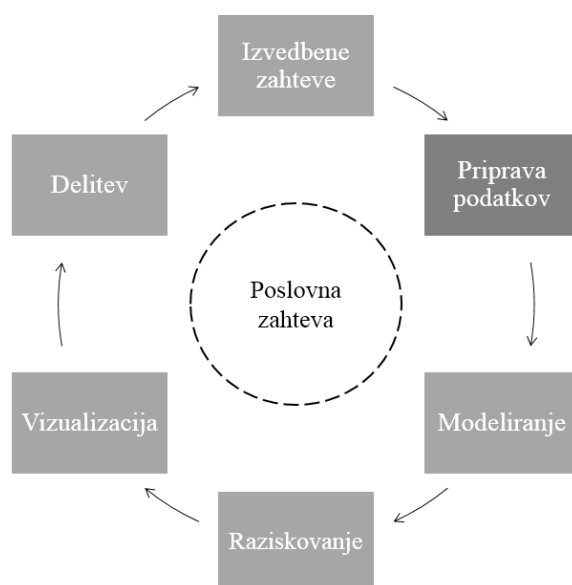 Izvedbene
zahteve
Priprava
podatkov
Delitev
Poslovna
zahteva
Vizualizacija
Modeliranje
Raziskovanje